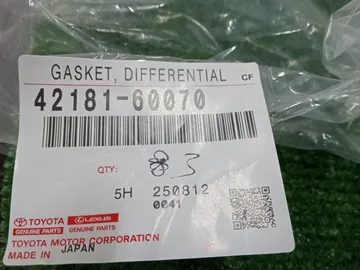 GASKET, DIFFERENTIAL CF
42181-60070
QTY: 3
5H 250812
0041
TOYOTA LEXUS
GENUINE PARTS GENUINE PARTS
TOYOTA MOTOR CORPORATION
MADE IN JAPAN